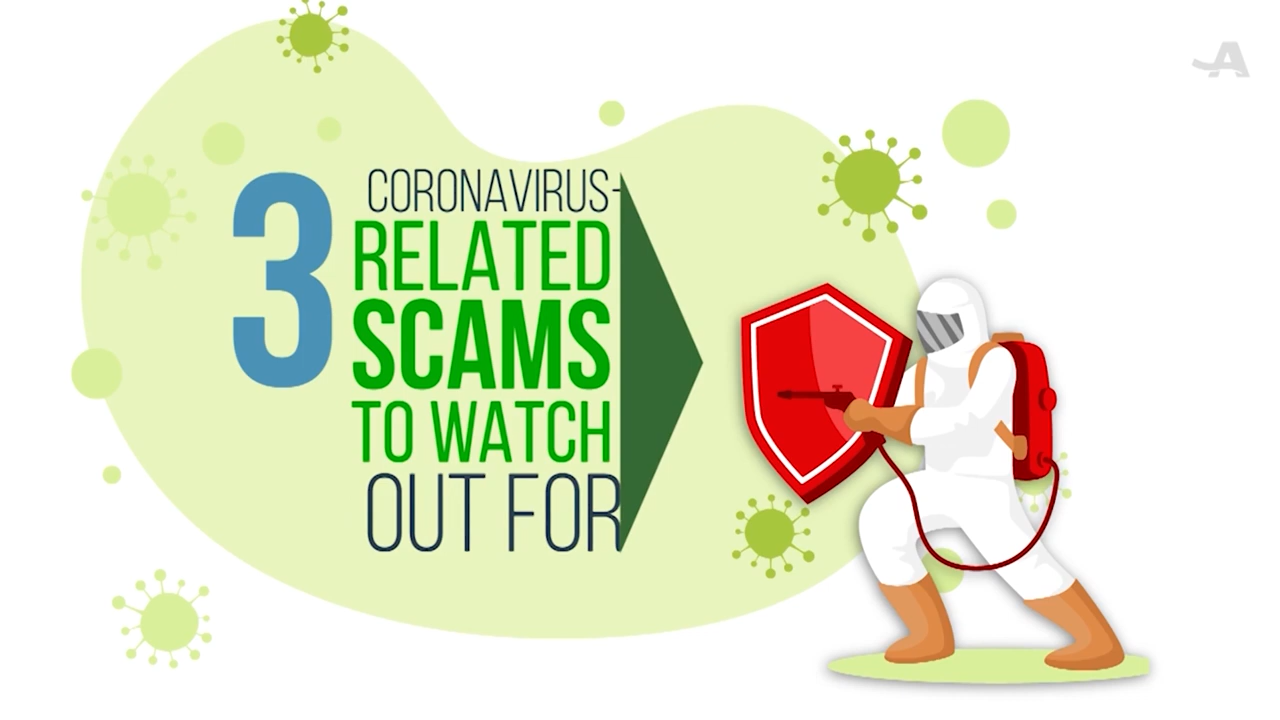 3
CORONAVIRUS-
RELATED
SCAMS
TO WATCH
OUT FOR
A